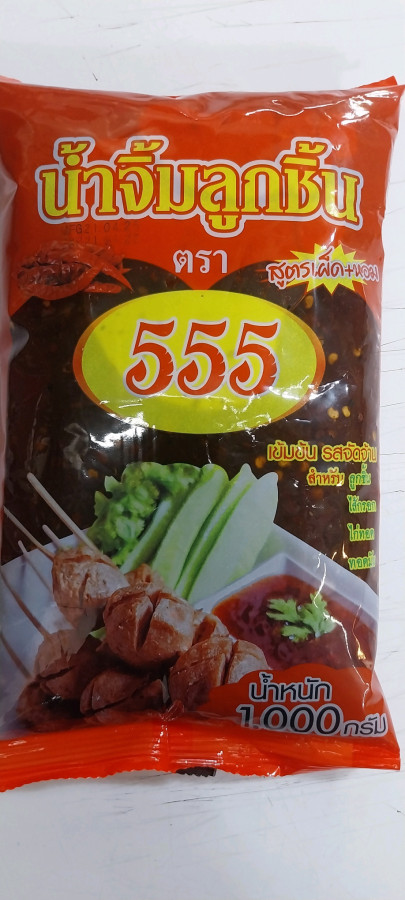 น้ำจิ้มลูกชิ้น
ตรา
สูตรเผ็ด+หอม
555
เข้มข้น รสจัดจ้าน
สำหรับ ลูกชิ้น
ไส้กรอก
ไก่ทอด
น้ำหนัก
1,000 กรัม